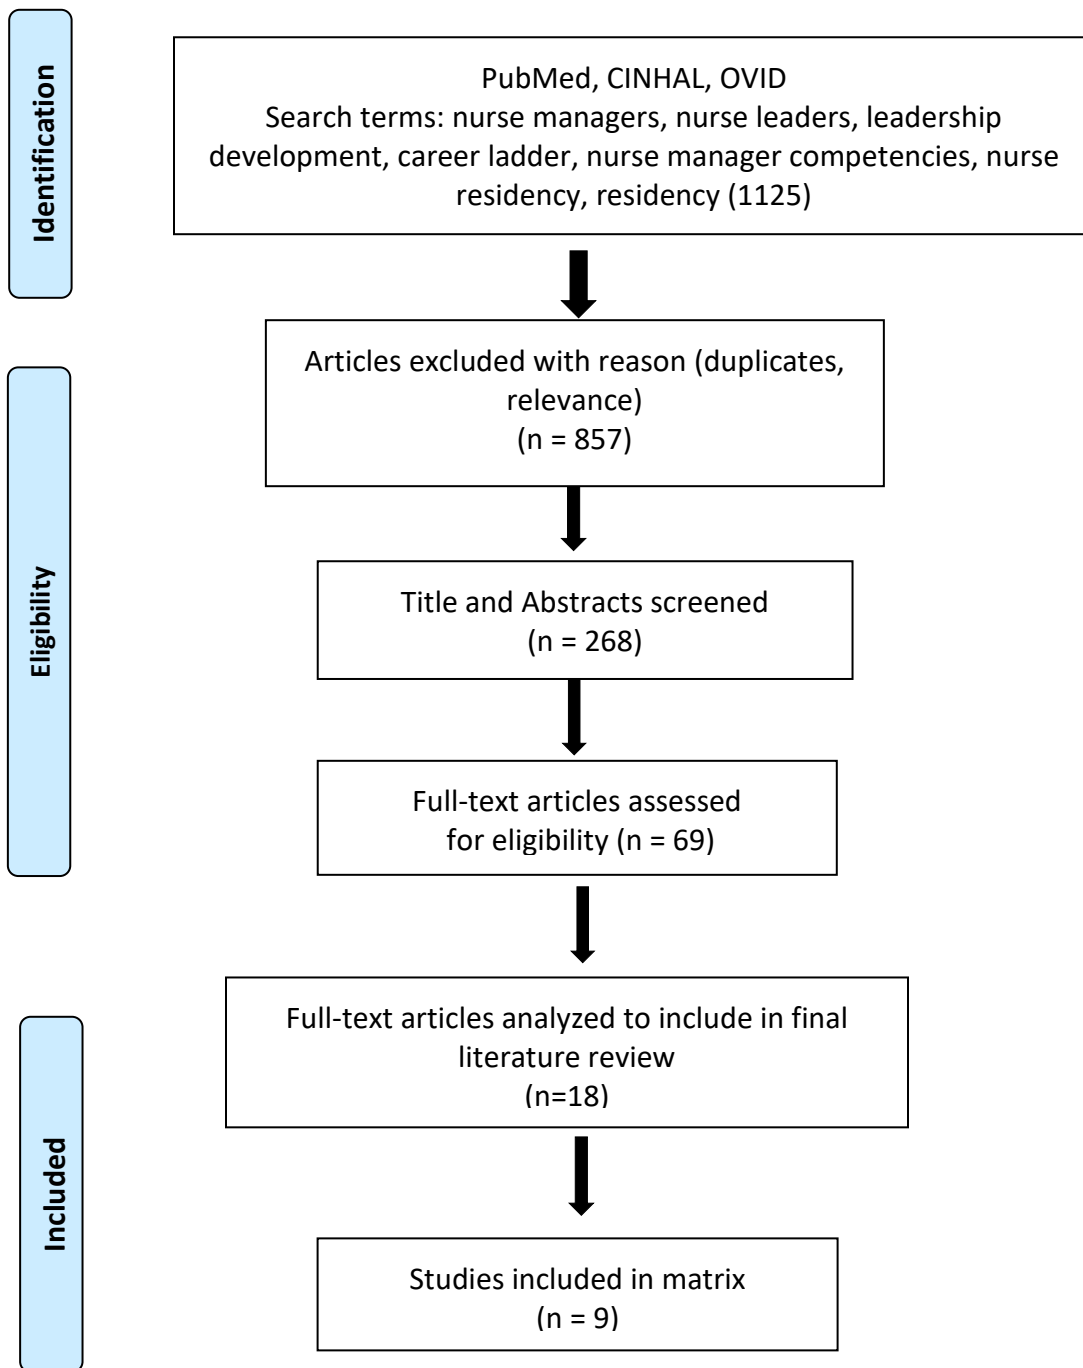 Identification
PubMed, CINHAL, OVID
Search terms: nurse managers, nurse leaders, leadership
development, career ladder, nurse manager competencies, nurse
residency, residency (1125)
Articles excluded with reason (duplicates,
relevance)
(n = 857)
Eligibility
Title and Abstracts screened
(n = 268)
Full-text articles assessed
for eligibility (n = 69)
Full-text articles analyzed to include in final
literature review
(n=18)
Included
Studies included in matrix
(n = 9)